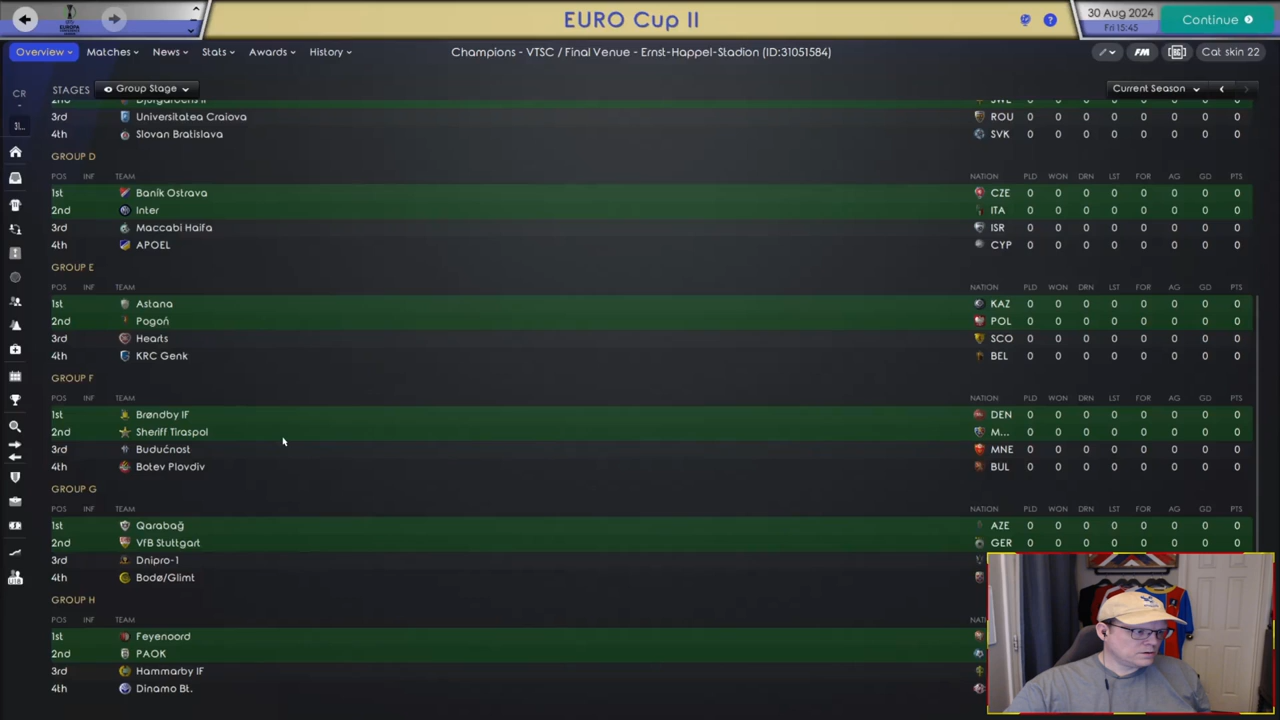 EURO Cup II
30 Aug 2024
Fri 15:45
Continue
Overview Matches News Stats Awards History
Champions - VTSC / Final Venue - Ernst-Happel-Stadion (ID:31051584)
FM
Cat skin 22
CR
STAGES Group Stage
Current Season
2nd Djurgårdens IF SWE 0 0 0 0 0 0 0 0
3rd Universitatea Craiova ROU 0 0 0 0 0 0 0 0
4th Slovan Bratislava SVK 0 0 0 0 0 0 0 0
GROUP D
POS INF TEAM NATION PLD WON DRN LST FOR AG GD PTS
1st Baník Ostrava CZE 0 0 0 0 0 0 0 0
2nd Inter ITA 0 0 0 0 0 0 0 0
3rd Maccabi Haifa ISR 0 0 0 0 0 0 0 0
4th APOEL CYP 0 0 0 0 0 0 0 0
GROUP E
POS INF TEAM NATION PLD WON DRN LST FOR AG GD PTS
1st Astana KAZ 0 0 0 0 0 0 0 0
2nd Pogoń POL 0 0 0 0 0 0 0 0
3rd Hearts SCO 0 0 0 0 0 0 0 0
4th KRC Genk BEL 0 0 0 0 0 0 0 0
GROUP F
POS INF TEAM NATION PLD WON DRN LST FOR AG GD PTS
1st Brøndby IF DEN 0 0 0 0 0 0 0 0
2nd Sheriff Tiraspol M... 0 0 0 0 0 0 0 0
3rd Budućnost MNE 0 0 0 0 0 0 0 0
4th Botev Plovdiv BUL 0 0 0 0 0 0 0 0
GROUP G
POS INF TEAM NATION PLD WON DRN LST FOR AG GD PTS
1st Qarabağ AZE 0 0 0 0 0 0 0 0
2nd VfB Stuttgart GER 0 0 0 0 0 0 0 0
3rd Dnipro-1
4th Bodø/Glimt
GROUP H
POS INF TEAM NATI
1st Feyenoord
2nd PAOK
3rd Hammarby IF
4th Dinamo Bt.